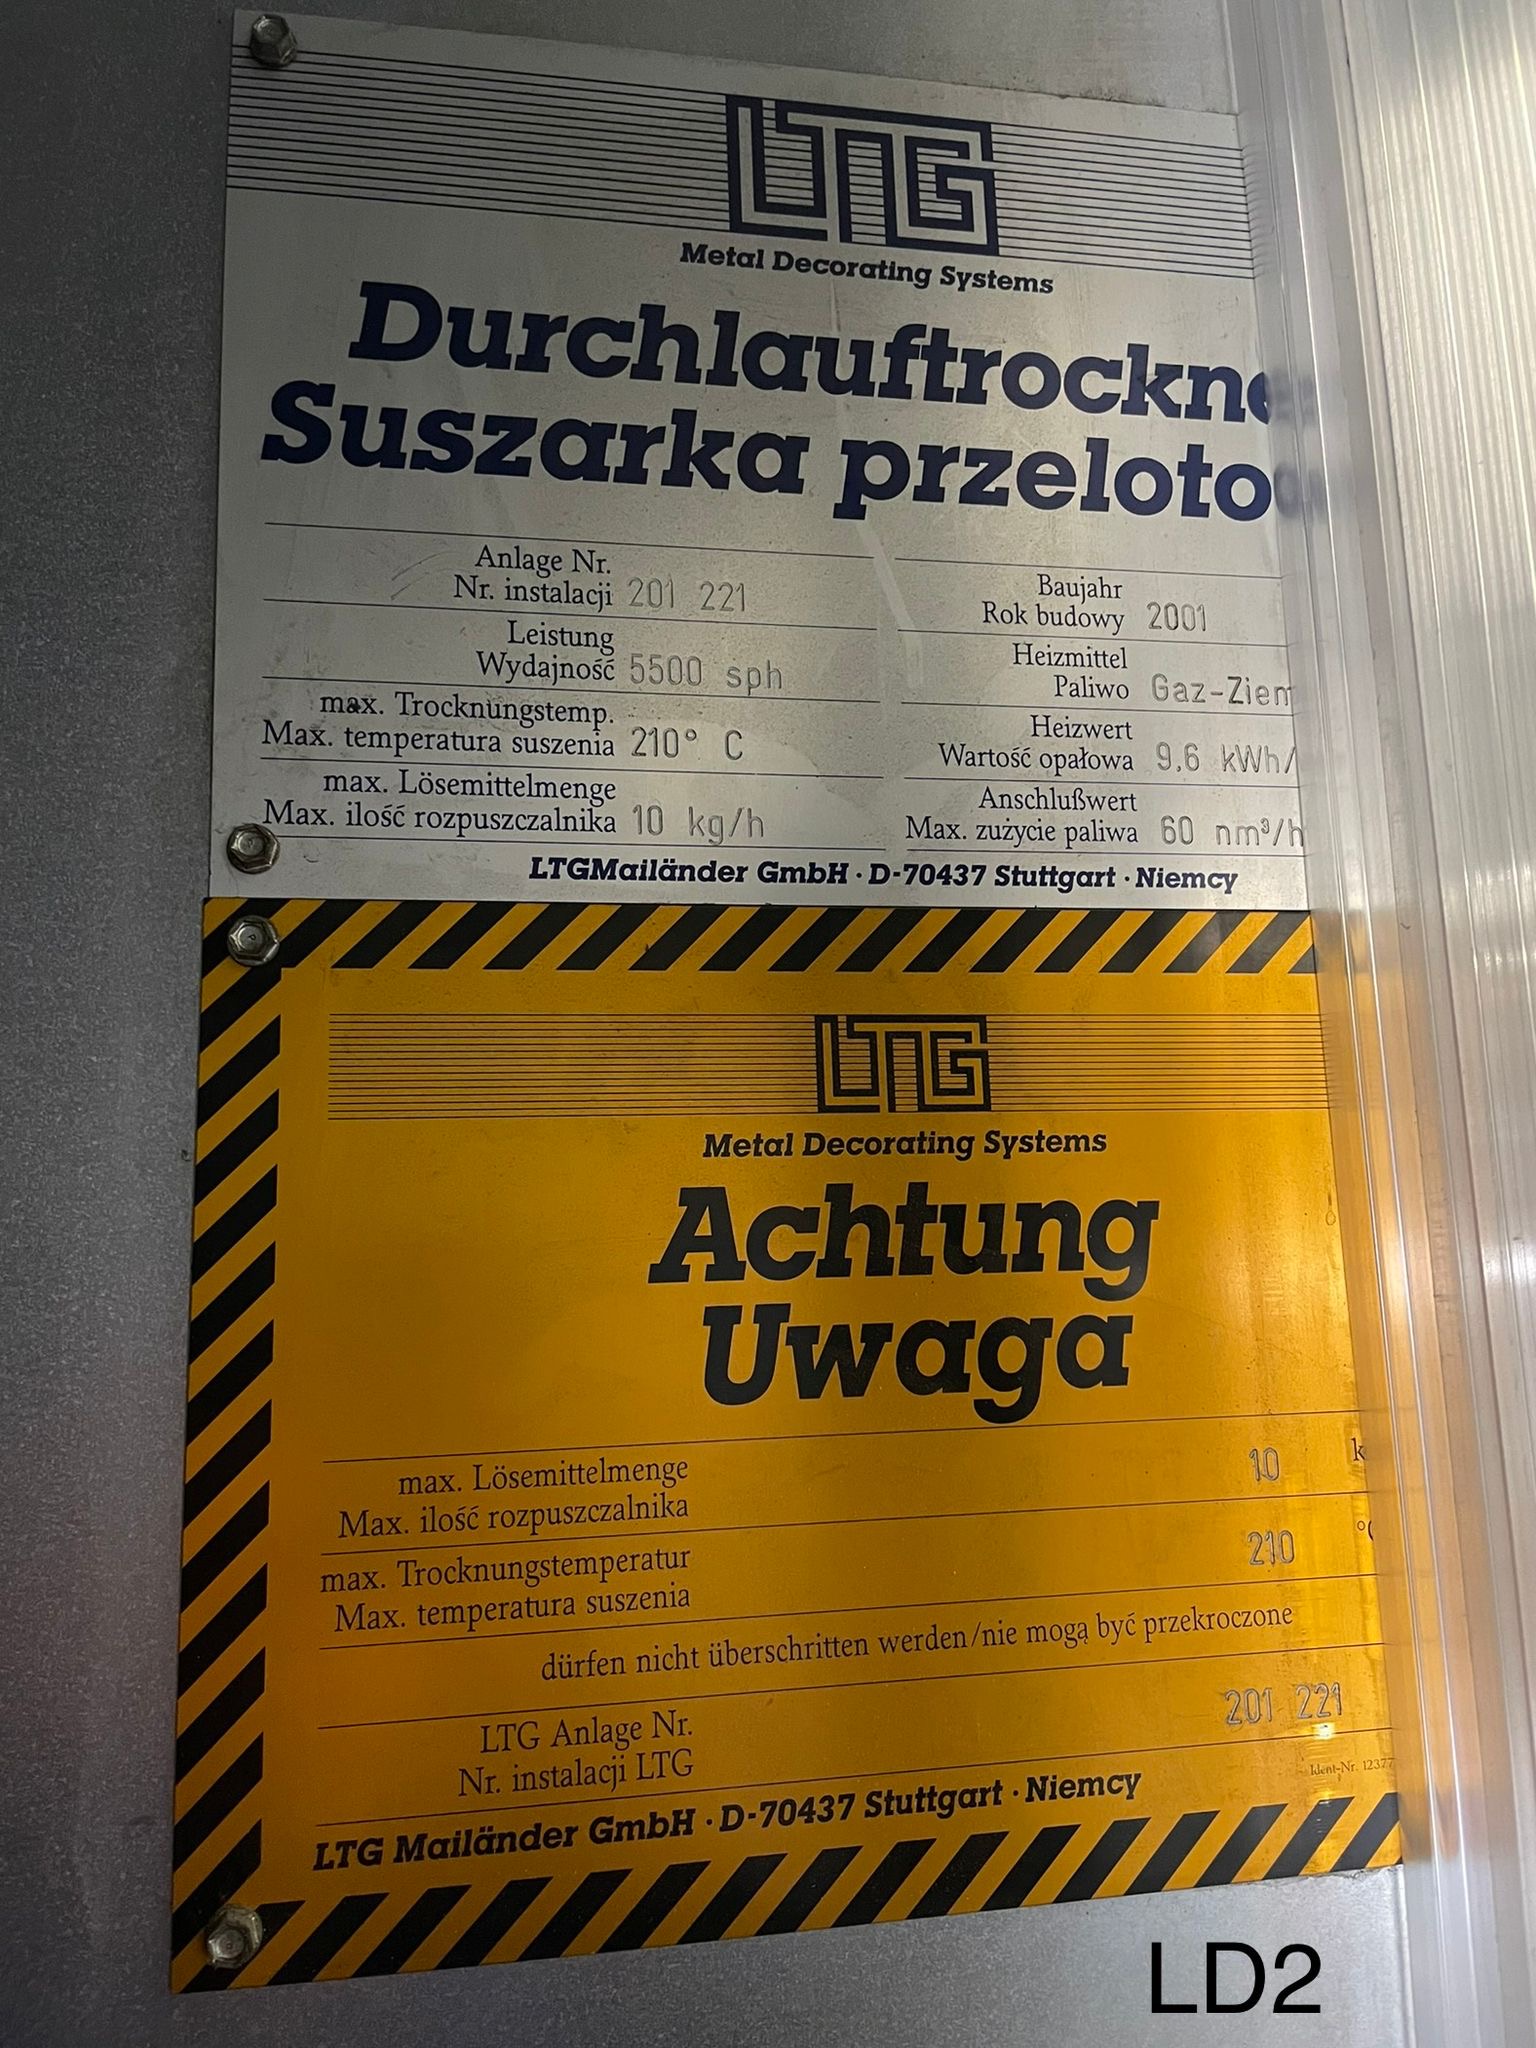 LTG
Metal Decorating Systems
Durchlauftrockne
Suszarka przeloto
Anlage Nr.
Nr. instalacji 201 221
Baujahr
Rok budowy 2001
Leistung
Wydajność 5500 sph
Heizmittel
Paliwo Gaz-Ziem
max. Trocknungstemp.
Max. temperatura suszenia 210° C
Heizwert
Wartość opałowa 9,6 kWh/
max. Lösemittelmenge
Max. ilość rozpuszczalnika 10 kg/h
Anschlußwert
Max. zużycie paliwa 60 nm³/h
LTGMailänder GmbH · D-70437 Stuttgart · Niemcy
LTG
Metal Decorating Systems
Achtung
Uwaga
max. Lösemittelmenge
Max. ilość rozpuszczalnika 10 k
max. Trocknungstemperatur
Max. temperatura suszenia 210 °C
dürfen nicht überschritten werden/nie mogą być przekroczone
LTG Anlage Nr.
Nr. instalacji LTG 201 221
Ident-Nr. 12377
LTG Mailänder GmbH · D-70437 Stuttgart · Niemcy
LD2